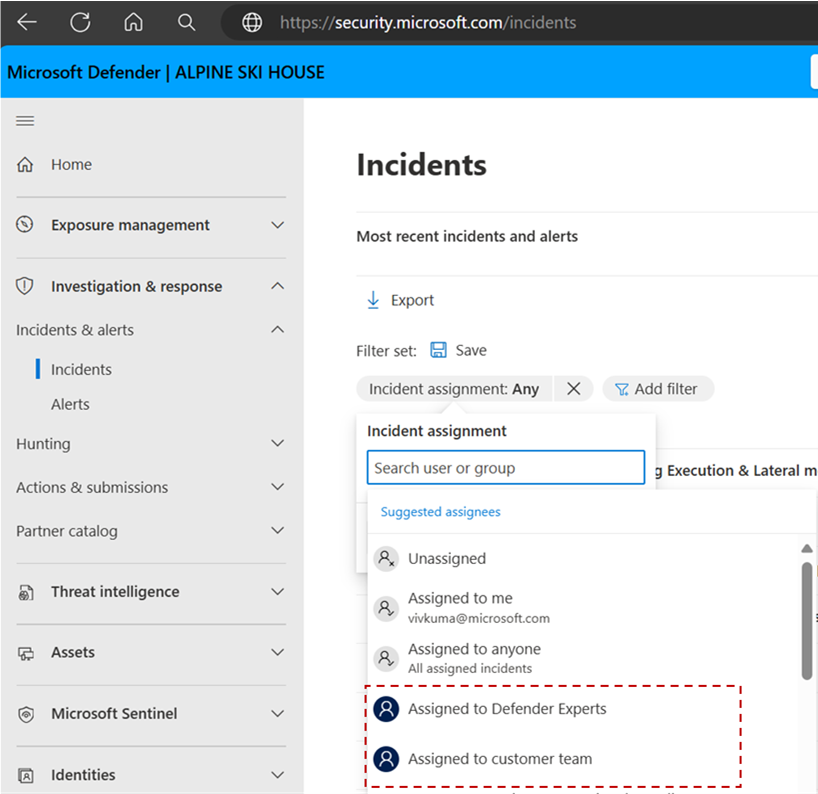 https://security.microsoft.com/incidents
Microsoft Defender | ALPINE SKI HOUSE
Home
Exposure management
Investigation & response
Incidents & alerts
Incidents
Alerts
Hunting
Actions & submissions
Partner catalog
Threat intelligence
Assets
Microsoft Sentinel
Identities
Incidents
Most recent incidents and alerts
Export
Filter set: Save
Incident assignment: Any Add filter
Incident assignment
Search user or group
g Execution & Lateral m
Suggested assignees
Unassigned
Assigned to me
vivkuma@microsoft.com
Assigned to anyone
All assigned incidents
Assigned to Defender Experts
Assigned to customer team